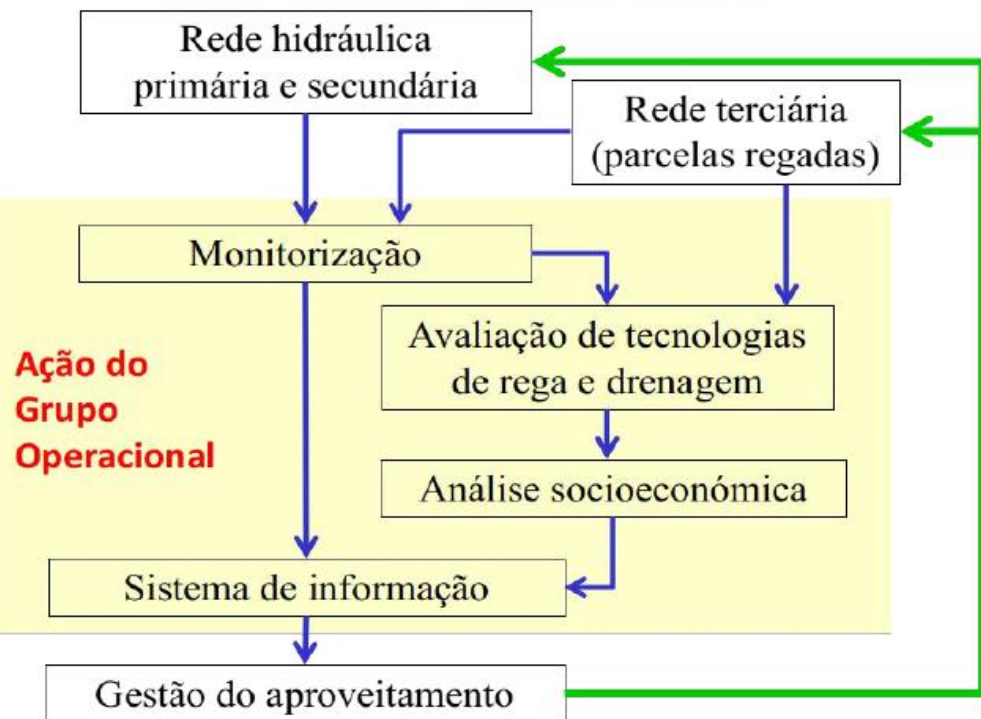 Rede hidráulica
primária e secundária
Rede terciária
(parcelas regadas)
Monitorização
Avaliação de tecnologias
de rega e drenagem
Ação do
Grupo
Operacional
Análise socioeconómica
Sistema de informação
Gestão do aproveitamento